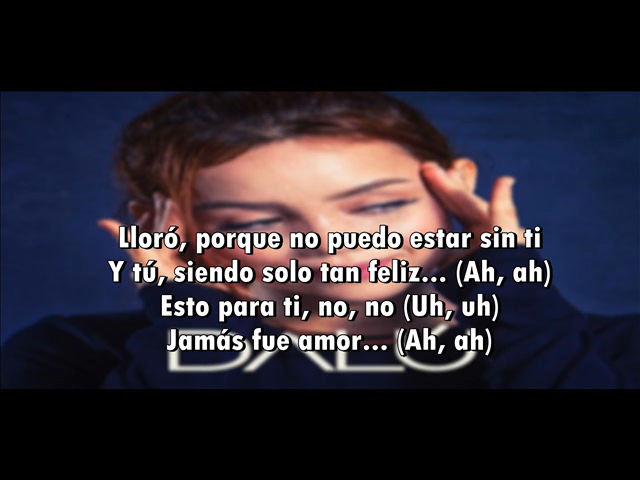 Lloró, porque no puedo estar sin ti
Y tú, siendo solo tan feliz... (Ah, ah)
Esto para ti, no, no (Uh, uh)
Jamás fue amor... (Ah, ah)